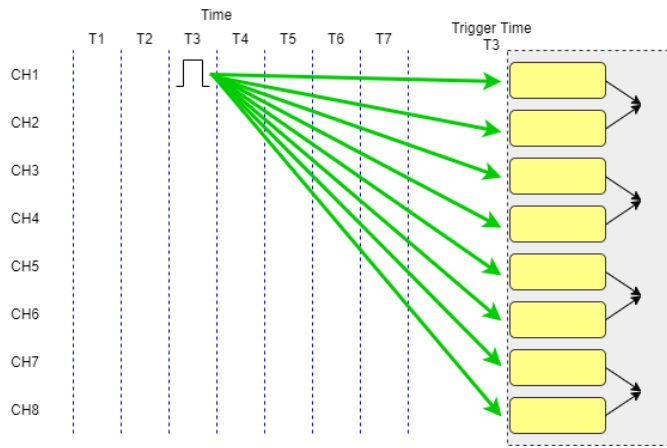 Time
T1 T2 T3 T4 T5 T6 T7
Trigger Time
T3
CH1
CH2
CH3
CH4
CH5
CH6
CH7
CH8